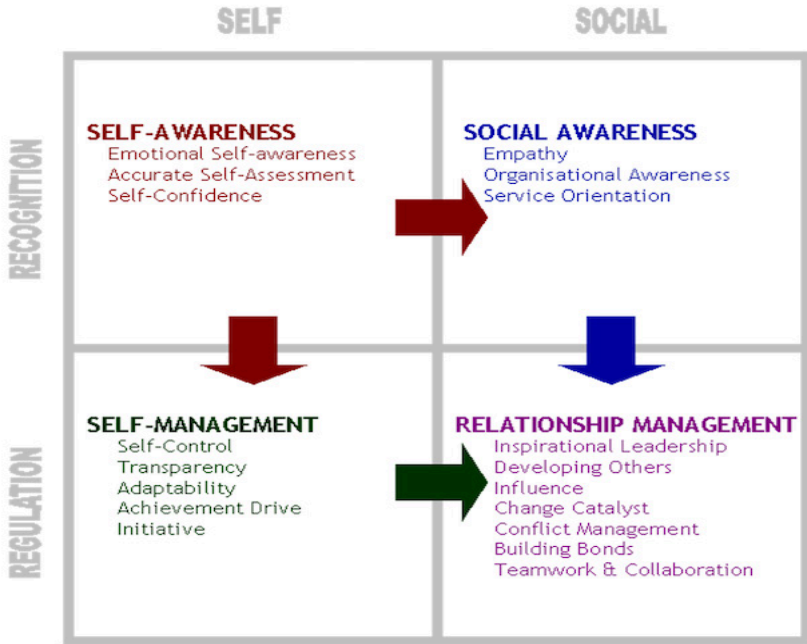 SELF
SOCIAL
RECOGNITION
SELF-AWARENESS
Emotional Self-awareness
Accurate Self-Assessment
Self-Confidence
SOCIAL AWARENESS
Empathy
Organisational Awareness
Service Orientation
REGULATION
SELF-MANAGEMENT
Self-Control
Transparency
Adaptability
Achievement Drive
Initiative
RELATIONSHIP MANAGEMENT
Inspirational Leadership
Developing Others
Influence
Change Catalyst
Conflict Management
Building Bonds
Teamwork & Collaboration